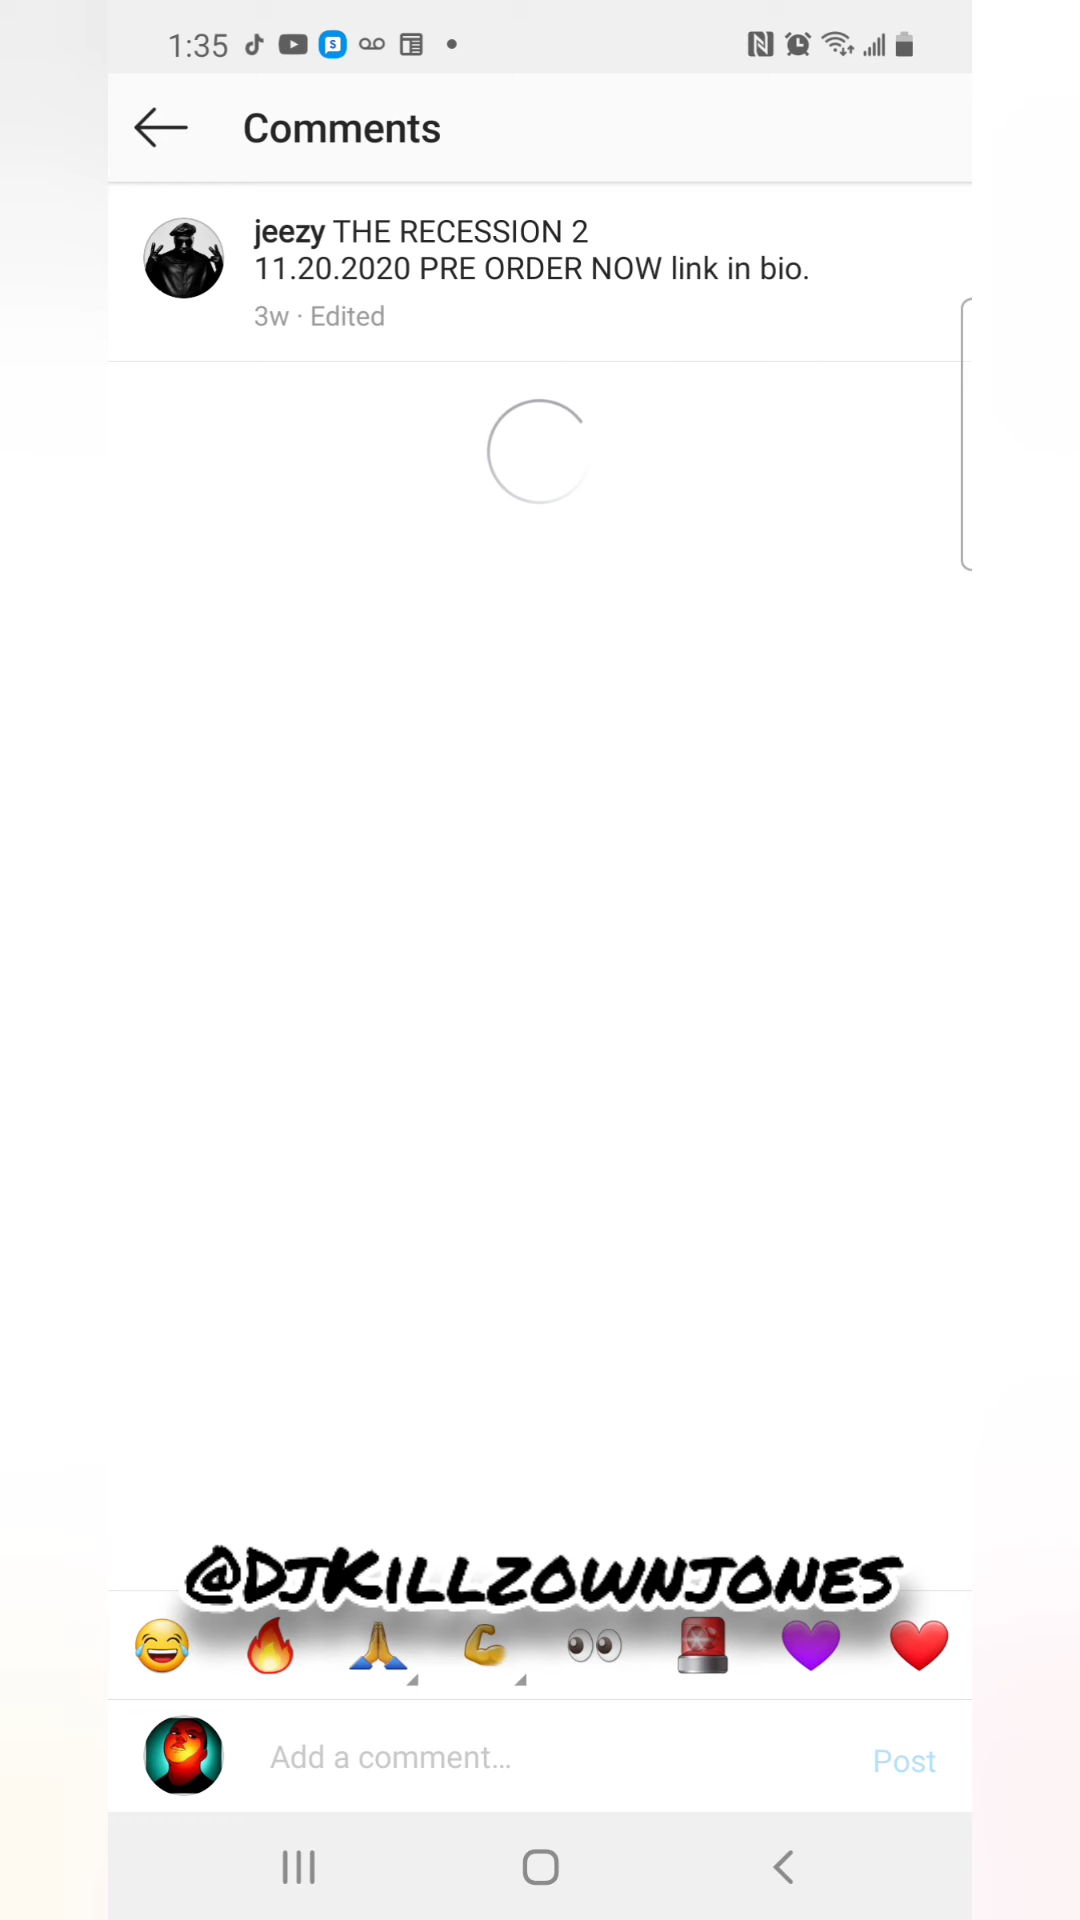 1:35
Comments
jeezy THE RECESSION 2
11.20.2020 PRE ORDER NOW link in bio.
3w · Edited
@DJKILLZOWNJONES
Add a comment...
Post